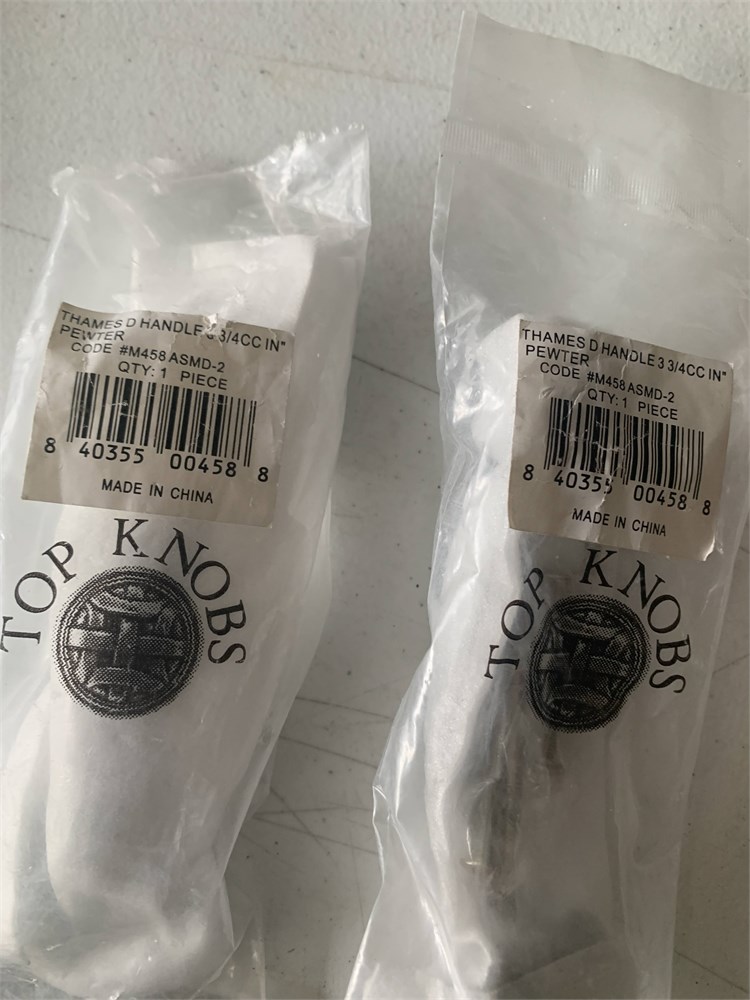 THAMES D HANDLE 3 3/4CC IN"
PEWTER
CODE #M458 ASMD-2
QTY: 1 PIECE
8 40355 00458 8
MADE IN CHINA
TOP KNOBS
THAMES D HANDLE 3 3/4CC IN"
PEWTER
CODE #M458 ASMD-2
QTY: 1 PIECE
8 40355 00458 8
MADE IN CHINA
TOP KNOBS